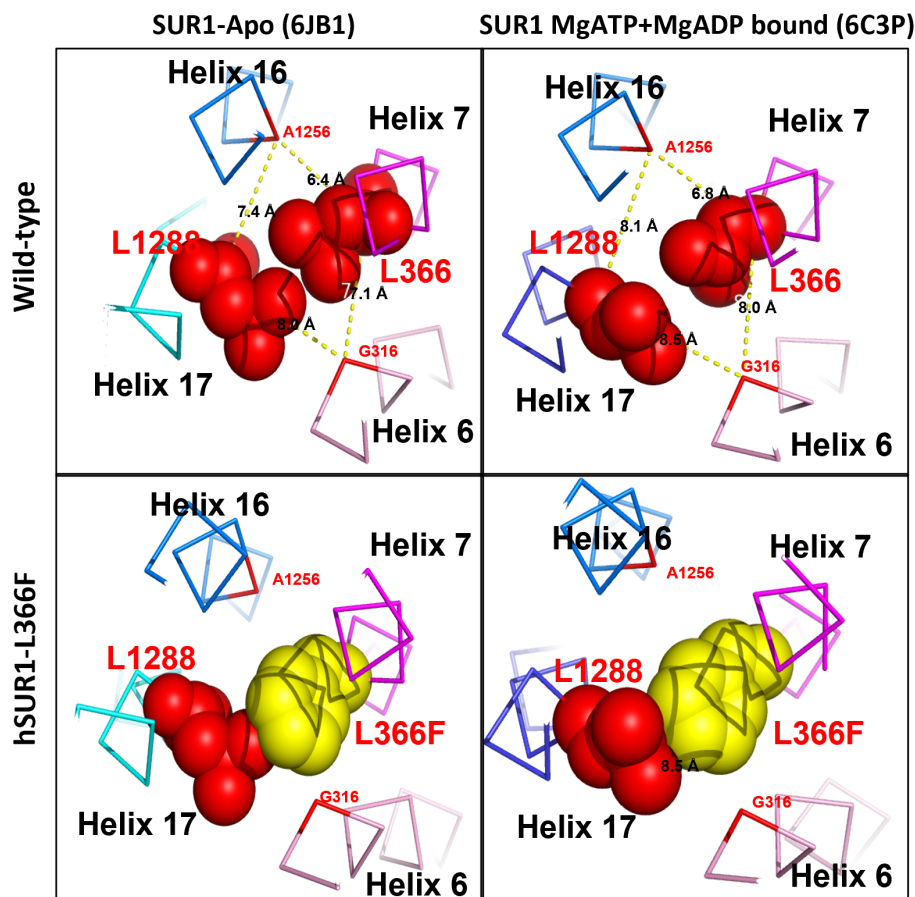 SUR1-Apo (6JB1)
SUR1 MgATP+MgADP bound (6C3P)
Wild-type
Helix 16
A1256
Helix 7
6.4 Å
7.4 Å
L1288
L366
7.1 Å
8.0 Å
G316
Helix 17
Helix 6
Helix 16
A1256
Helix 7
6.8 Å
8.1 Å
L1288
L366
8.0 Å
8.5 Å
G316
Helix 17
Helix 6
hSUR1-L366F
Helix 16
Helix 7
A1256
L1288
L366F
G316
Helix 17
Helix 6
Helix 16
Helix 7
A1256
L1288
L366F
8.5 Å
G316
Helix 17
Helix 6